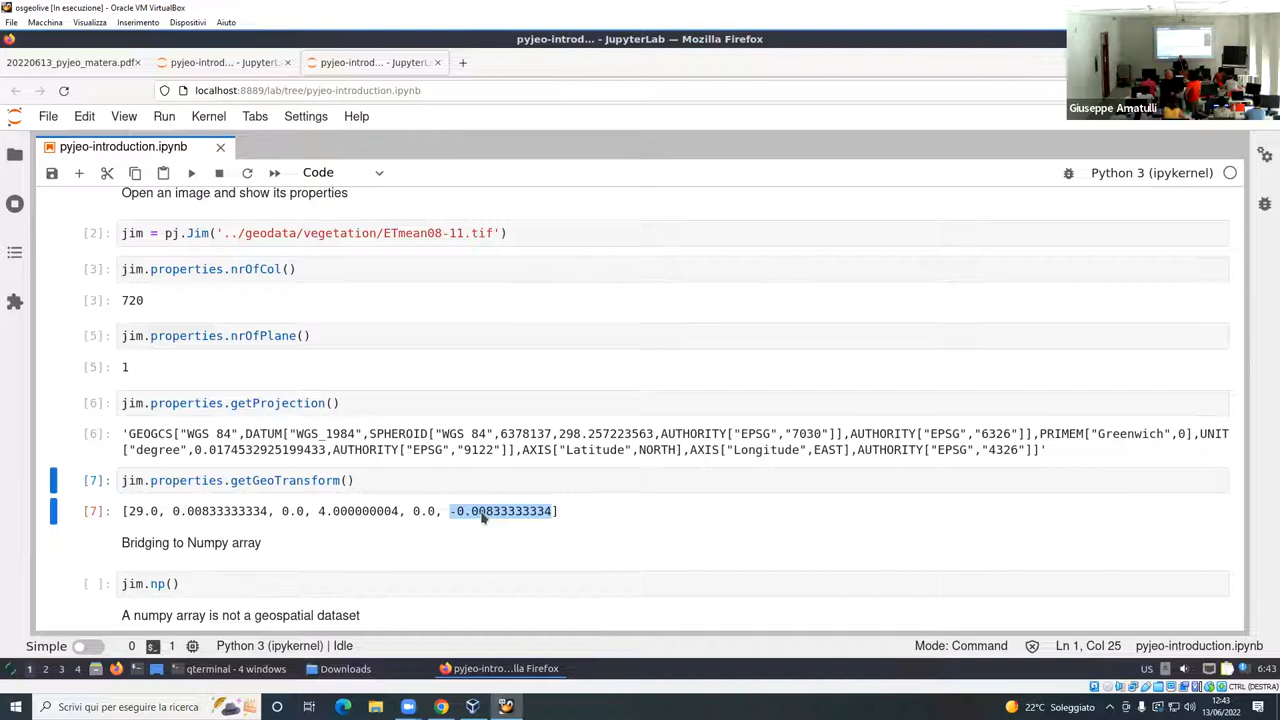 osgeolive [In esecuzione] - Oracle VM VirtualBox
File Macchina Visualizza Inserimento Dispositivi Aiuto
pyjeo-introd… - JupyterLab — Mozilla Firefox
20220613_pyjeo_matera.pdf
pyjeo-introd… - JupyterLab
pyjeo-introd… - JupyterLab
localhost:8889/lab/tree/pyjeo-introduction.ipynb
Giuseppe Amatulli
File Edit View Run Kernel Tabs Settings Help
pyjeo-introduction.ipynb
Code
Python 3 (ipykernel)
Open an image and show its properties
[2]: jim = pj.Jim('../geodata/vegetation/ETmean08-11.tif')
[3]: jim.properties.nrOfCol()
[3]: 720
[5]: jim.properties.nrOfPlane()
[5]: 1
[6]: jim.properties.getProjection()
[6]: 'GEOGCS["WGS 84",DATUM["WGS_1984",SPHEROID["WGS 84",6378137,298.257223563,AUTHORITY["EPSG","7030"]],AUTHORITY["EPSG","6326"]],PRIMEM["Greenwich",0],UNIT
["degree",0.0174532925199433,AUTHORITY["EPSG","9122"]],AXIS["Latitude",NORTH],AXIS["Longitude",EAST],AUTHORITY["EPSG","4326"]]'
[7]: jim.properties.getGeoTransform()
[7]: [29.0, 0.00833333334, 0.0, 4.000000004, 0.0, -0.00833333334]
Bridging to Numpy array
[ ]: jim.np()
A numpy array is not a geospatial dataset
Simple 0 1 Python 3 (ipykernel) | Idle Mode: Command Ln 1, Col 25 pyjeo-introduction.ipynb
1 2 3 4 qterminal - 4 windows Downloads pyjeo-intro…lla Firefox US 6:43
CTRL (DESTRA)
Scrivi qui per eseguire la ricerca 22°C Soleggiato 12:43
13/06/2022